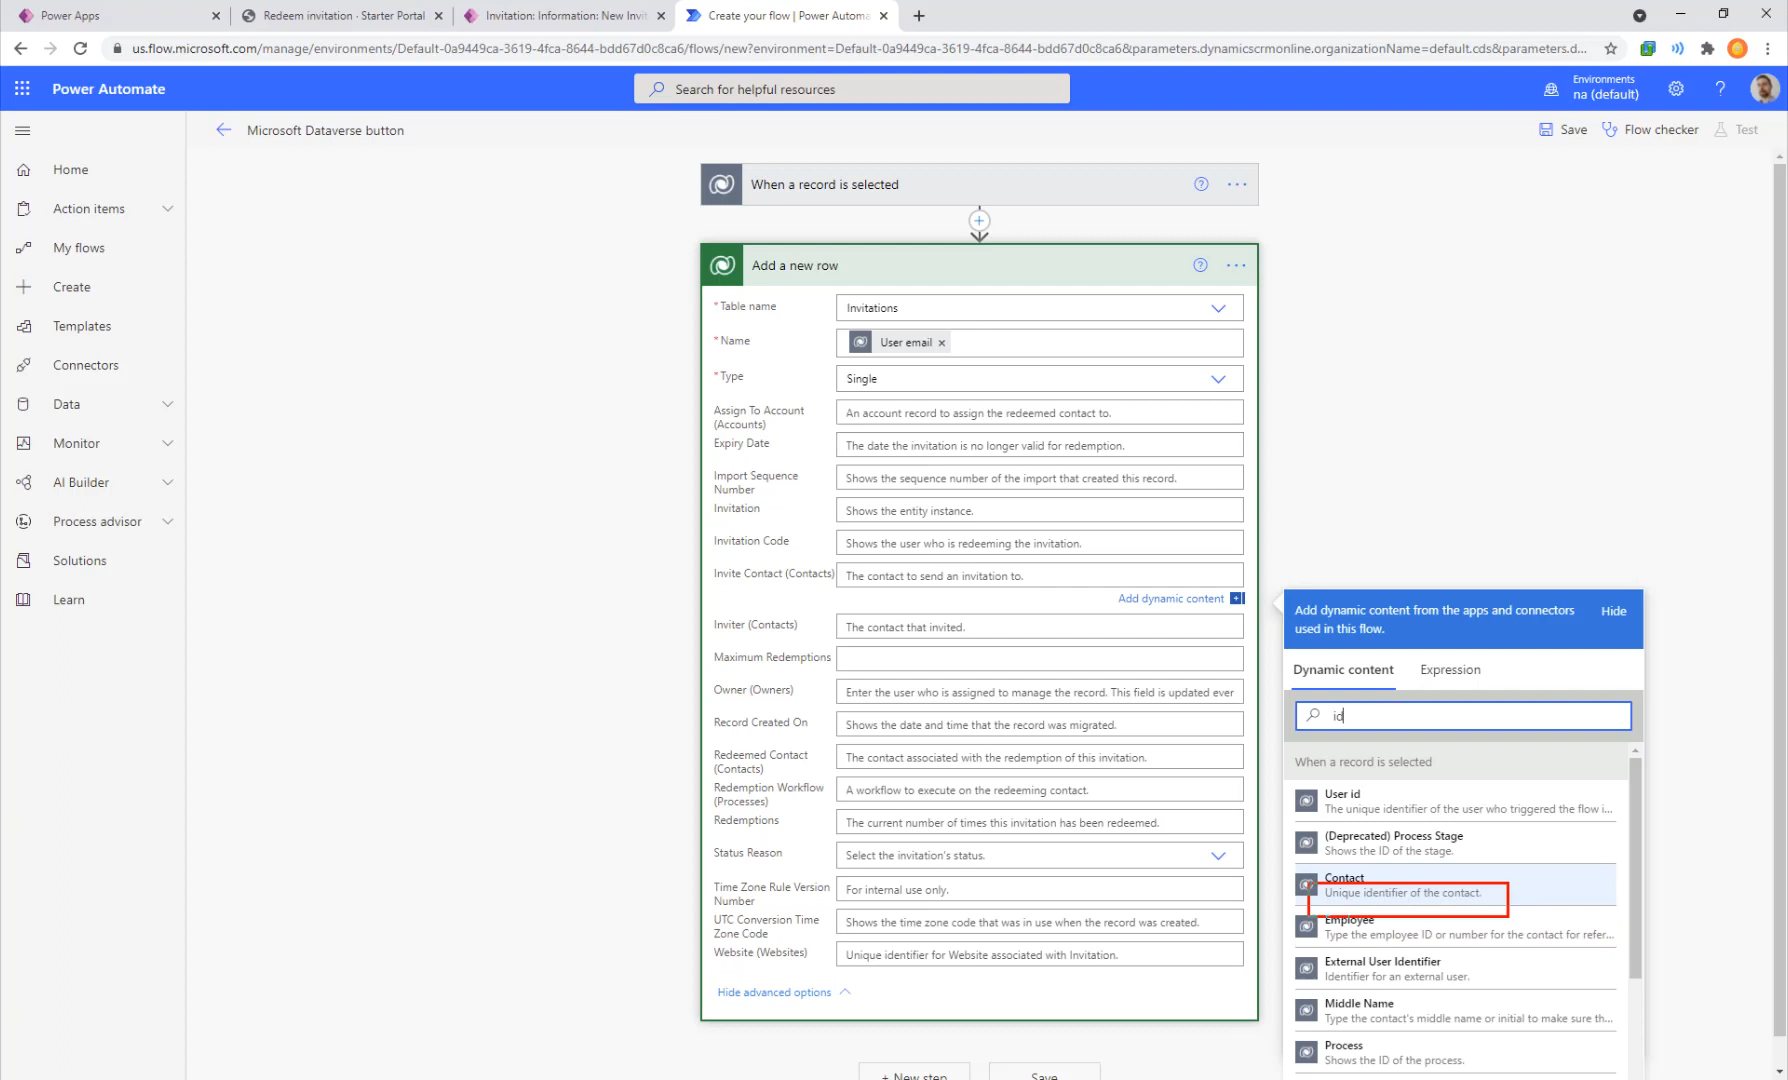 Power Apps
Redeem invitation · Starter Portal
Invitation: Information: New Invit
Create your flow | Power Automa
us.flow.microsoft.com/manage/environments/Default-0a9449ca-3619-4fca-8644-bdd67d0c8ca6/flows/new?environment=Default-0a9449ca-3619-4fca-8644-bdd67d0c8ca6&parameters.dynamicscrmonline.organizationName=default.cds&parameters.d...
Power Automate
Search for helpful resources
Environments
na (default)
Microsoft Dataverse button
Save
Flow checker
Test
Home
Action items
My flows
Create
Templates
Connectors
Data
Monitor
AI Builder
Process advisor
Solutions
Learn
When a record is selected
Add a new row
* Table name
Invitations
* Name
User email
* Type
Single
Assign To Account
(Accounts)
An account record to assign the redeemed contact to.
Expiry Date
The date the invitation is no longer valid for redemption.
Import Sequence
Number
Shows the sequence number of the import that created this record.
Invitation
Shows the entity instance.
Invitation Code
Shows the user who is redeeming the invitation.
Invite Contact (Contacts)
The contact to send an invitation to.
Add dynamic content
Inviter (Contacts)
The contact that invited.
Maximum Redemptions
Owner (Owners)
Enter the user who is assigned to manage the record. This field is updated ever
Record Created On
Shows the date and time that the record was migrated.
Redeemed Contact
(Contacts)
The contact associated with the redemption of this invitation.
Redemption Workflow
(Processes)
A workflow to execute on the redeeming contact.
Redemptions
The current number of times this invitation has been redeemed.
Status Reason
Select the invitation's status.
Time Zone Rule Version
Number
For internal use only.
UTC Conversion Time
Zone Code
Shows the time zone code that was in use when the record was created.
Website (Websites)
Unique identifier for Website associated with Invitation.
Hide advanced options
+ New step
Save
Add dynamic content from the apps and connectors
used in this flow.
Hide
Dynamic content
Expression
id
When a record is selected
User id
The unique identifier of the user who triggered the flow i...
(Deprecated) Process Stage
Shows the ID of the stage.
Contact
Unique identifier of the contact.
Employee
Type the employee ID or number for the contact for refer...
External User Identifier
Identifier for an external user.
Middle Name
Type the contact's middle name or initial to make sure th...
Process
Shows the ID of the process.